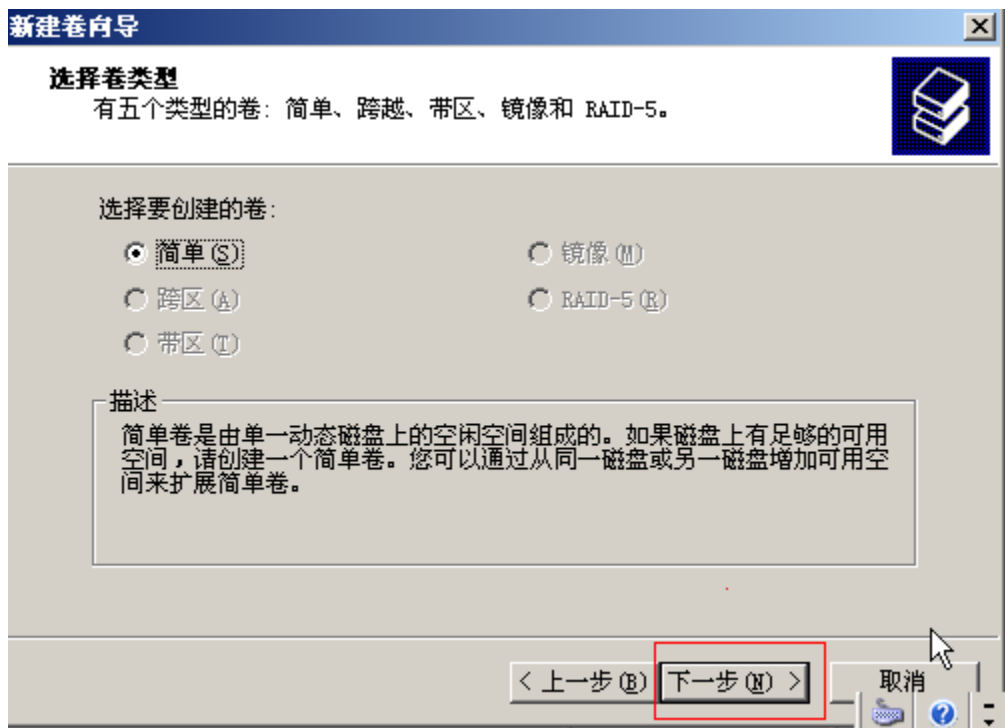 新建卷向导
选择卷类型
有五个类型的卷: 简单、跨越、带区、镜像和 RAID-5。
选择要创建的卷:
简单(S)
镜像(M)
跨区(A)
RAID-5(R)
带区(T)
描述
简单卷是由单一动态磁盘上的空闲空间组成的。如果磁盘上有足够的可用
空间，请创建一个简单卷。您可以通过从同一磁盘或另一磁盘增加可用空
间来扩展简单卷。
< 上一步(B)
下一步(N) >
取消